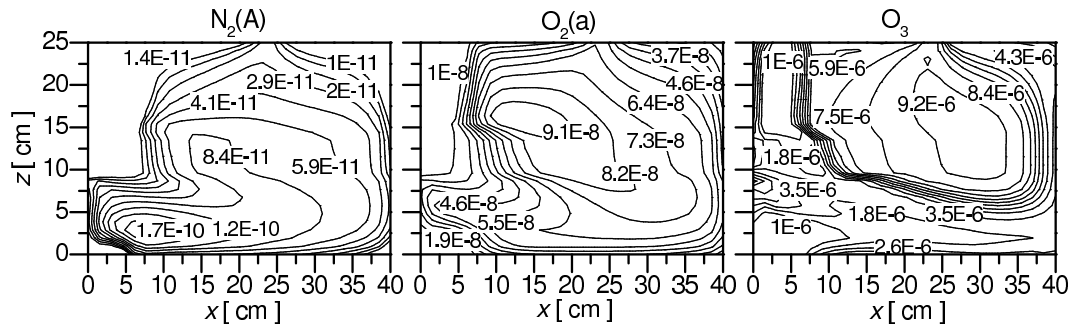 N2(A)
O2(a)
O3
z [ cm]
25
20
15
10
5
0
1.4E-11
1E-11
2.9E-11
2E-11
4.1E-11
8.4E-11
5.9E-11
1.7E-10
1.2E-10
1E-8
3.7E-8
4.6E-8
6.4E-8
9.1E-8
7.3E-8
8.2E-8
4.6E-8
5.5E-8
1.9E-8
1E-6
5.9E-6
4.3E-6
8.4E-6
9.2E-6
7.5E-6
1.8E-6
3.5E-6
1.8E-6
3.5E-6
1E-6
2.6E-6
0 5 10 15 20 25 30 35 40
0 5 10 15 20 25 30 35 40
0 5 10 15 20 25 30 35 40
x [ cm]
x [ cm]
x [ cm]